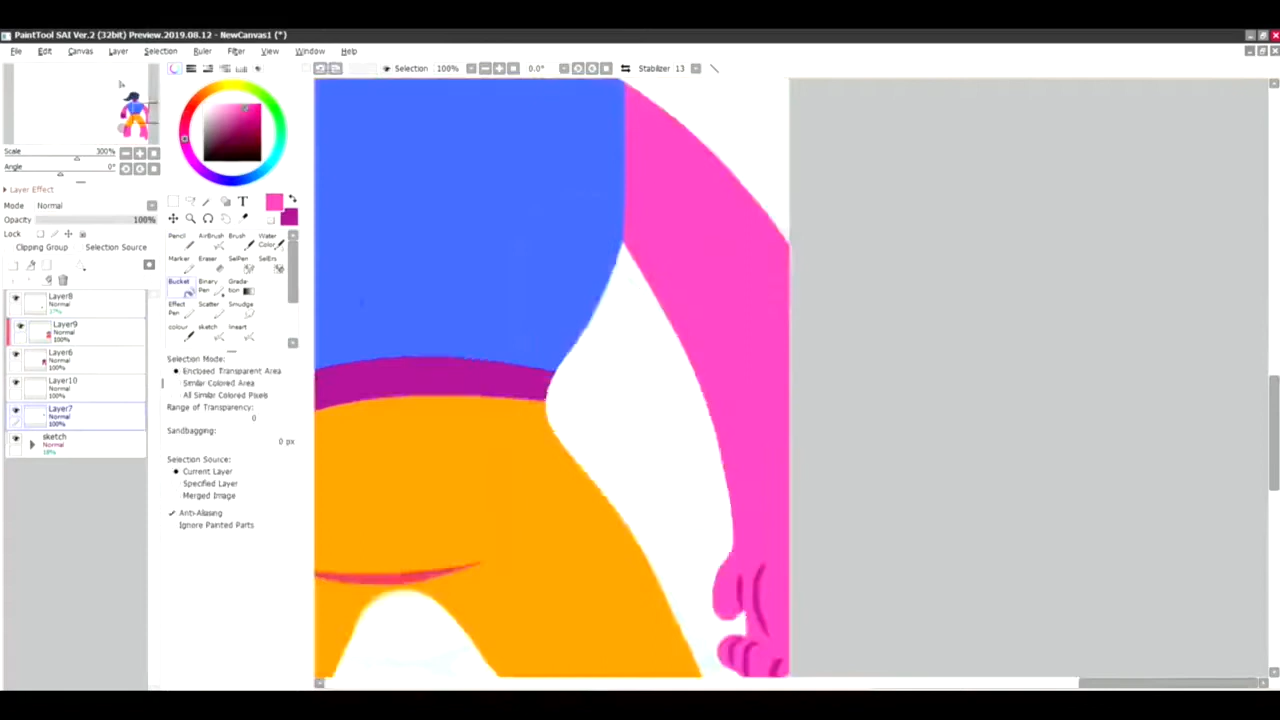 PaintTool SAI Ver.2 (32bit) Preview.2019.08.12 - NewCanvas1 (*)
File Edit Canvas Layer Selection Ruler Filter View Window Help
Selection 100% 0.0° Stabilizer 13
Scale 300%
Angle 0°
Layer Effect
Mode Normal
Opacity 100%
Lock
Clipping Group Selection Source
Layer8
Normal
Layer9
Normal
100%
Layer6
Normal
100%
Layer10
Normal
100%
Layer7
Normal
100%
sketch
Normal
18%
T
Pencil AirBrush Brush Water Color
Marker Eraser SelPen SelErs
Bucket Binary Pen Grade-tion
Effect Pen Scatter Smudge
colour sketch lineart
Selection Mode:
Enclosed Transparent Area
Similar Colored Area
All Similar Colored Pixels
Range of Transparency:
0
Sandbagging:
0 px
Selection Source:
Current Layer
Specified Layer
Merged Image
Anti-Aliasing
Ignore Painted Parts